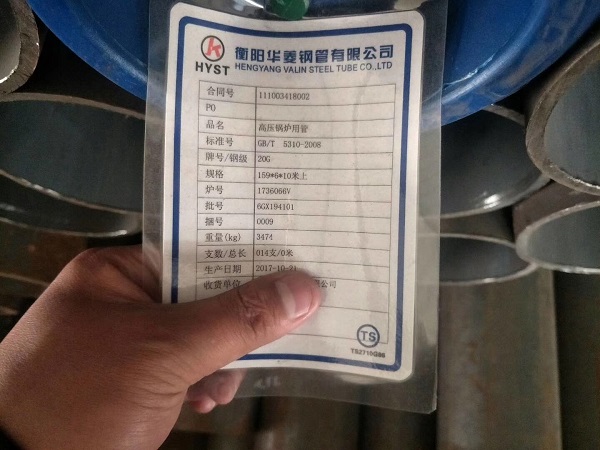 衡阳华菱钢管有限公司
HYST HENGYANG VALIN STEEL TUBE CO.,LTD
合同号 111003418002
PO
品名 高压锅炉用管
标准号 GB/T 5310-2008
牌号/钢级 20G
规格 159*6*10米上
炉号 1736066V
批号 6GX194101
捆号 0009
重量(kg) 3474
支数/总长 014支/0米
生产日期 2017-10-21
收货单位 公司
TS
TS2710G86